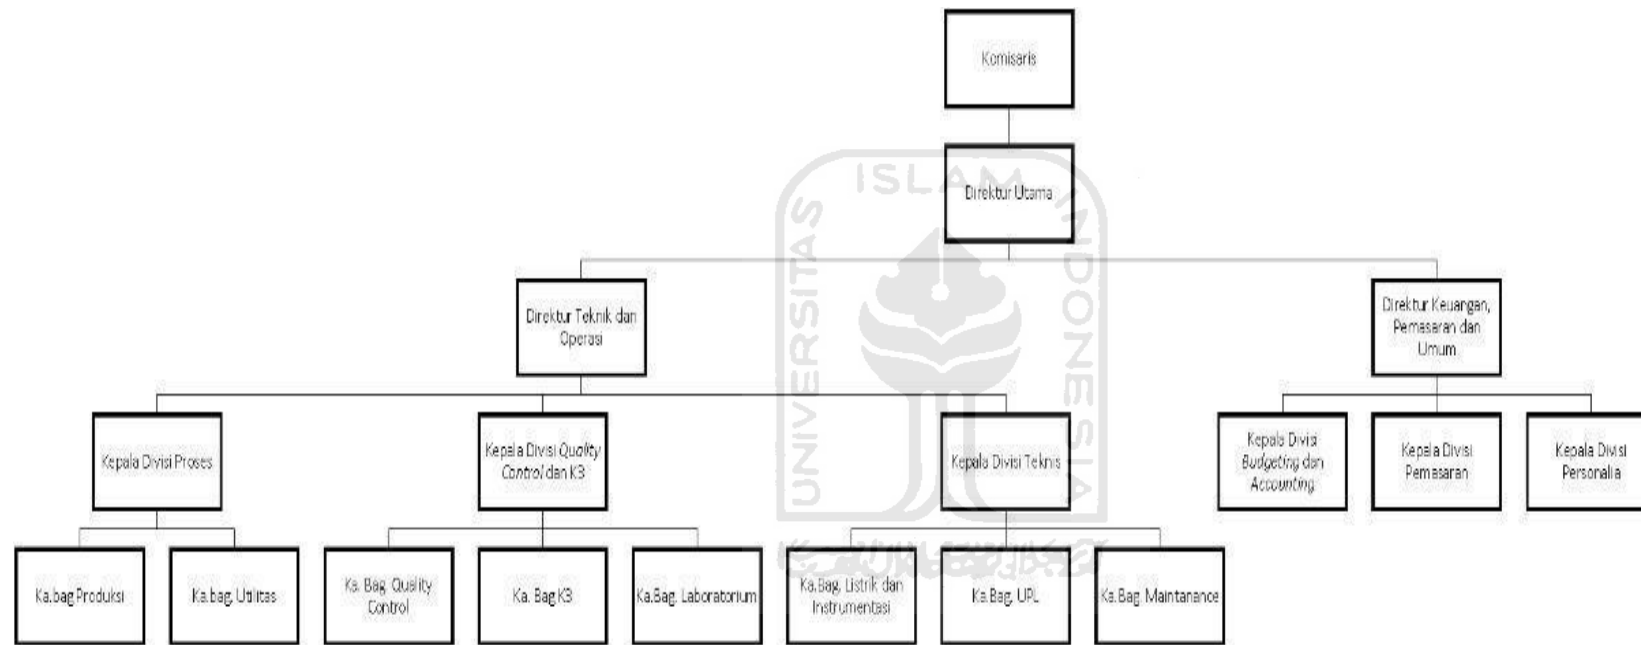 Komisaris
Direktur Utama
Direktur Teknik dan
Operasi
Direktur Keuangan,
Pemasaran dan
Umum
Kepala Divisi Proses
Kepala Divisi Quality
Control dan K3
Kepala Divisi Teknis
Kepala Divisi
Budgeting dan
Accounting
Kepala Divisi
Pemasaran
Kepala Divisi
Personalia
Ka.bag Produksi
Ka.bag. Utilitas
Ka. Bag. Quality
Control
Ka. Bag K3
Ka.Bag. Laboratorium
Ka.Bag. Listrik dan
Instrumentasi
Ka.Bag. UPL
Ka.Bag. Maintanance
UNIVERSITAS
ISLAM
INDONESIA